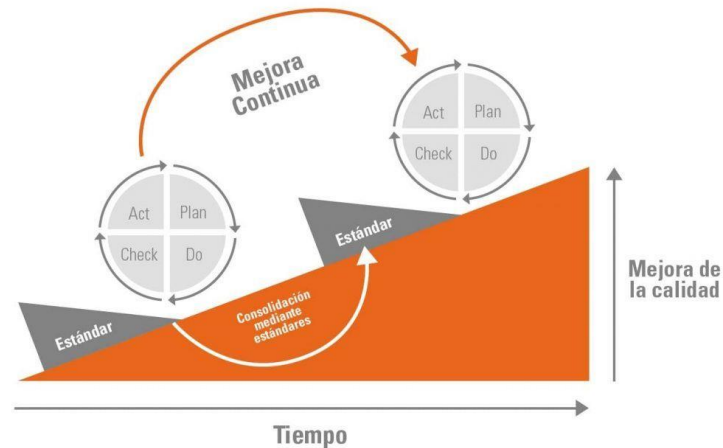 Mejora
Continua
Act
Plan
Check
Do
Act
Plan
Check
Do
Estándar
Estándar
Consolidación
mediante
estándares
Mejora de
la calidad
Tiempo